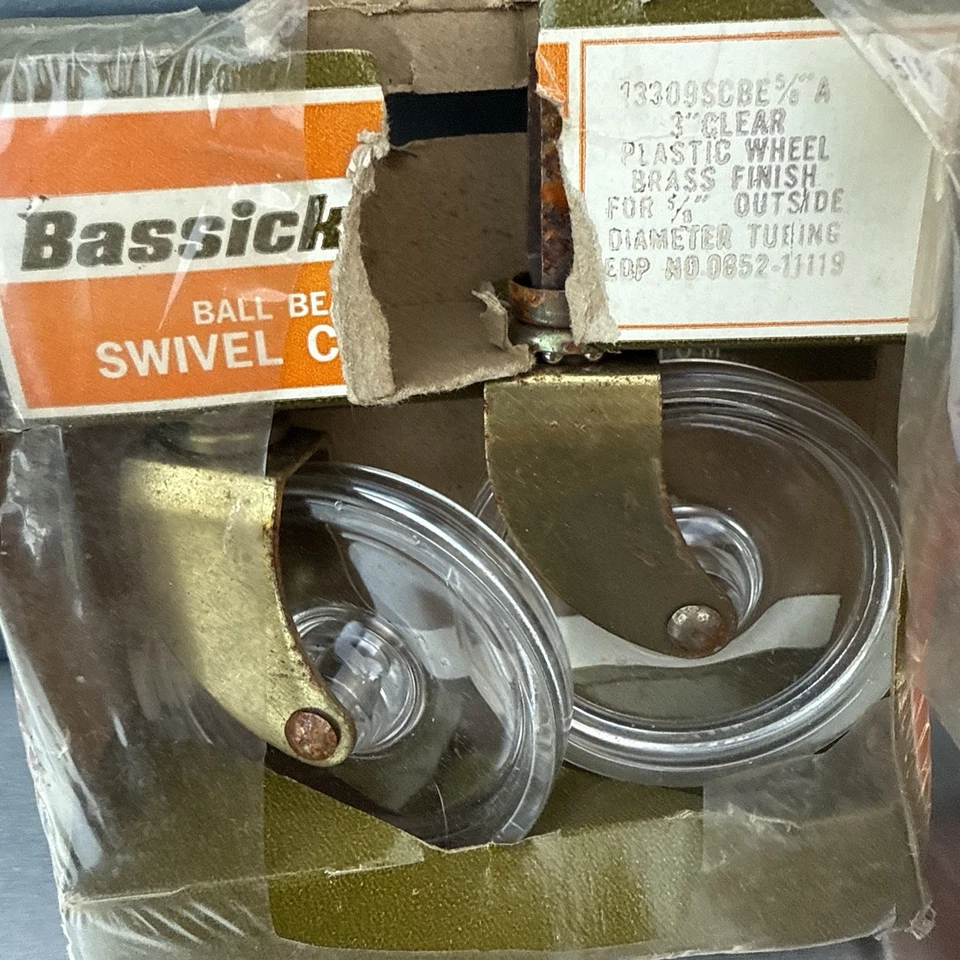 Bassick
BALL BEA
SWIVEL C
13309SCBE5/8" A
3"CLEAR
PLASTIC WHEEL
BRASS FINISH
FOR 5/8" OUTSIDE
DIAMETER TUBING
EDP NO.0652-11119